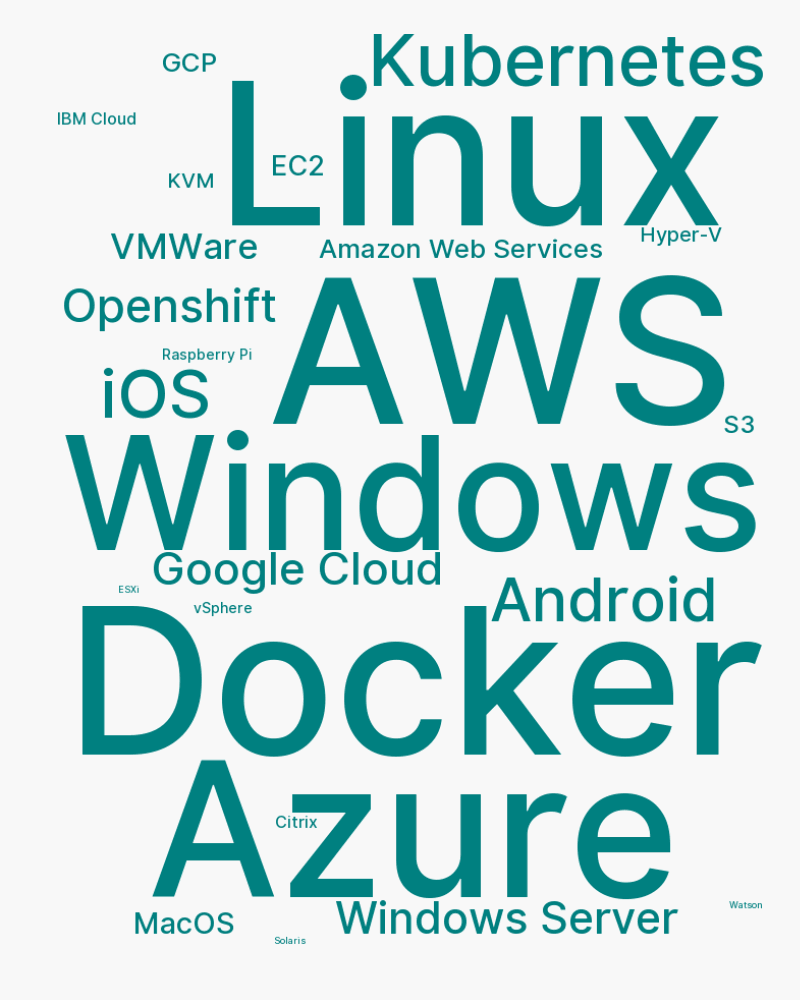 Kubernetes
GCP
Linux
IBM Cloud
EC2
KVM
Hyper-V
VMWare
Amazon Web Services
Openshift
AWS
Raspberry Pi
iOS
S3
Windows
Google Cloud
ESXi
Android
vSphere
Docker
Azure
Citrix
Watson
MacOS
Windows Server
Solaris